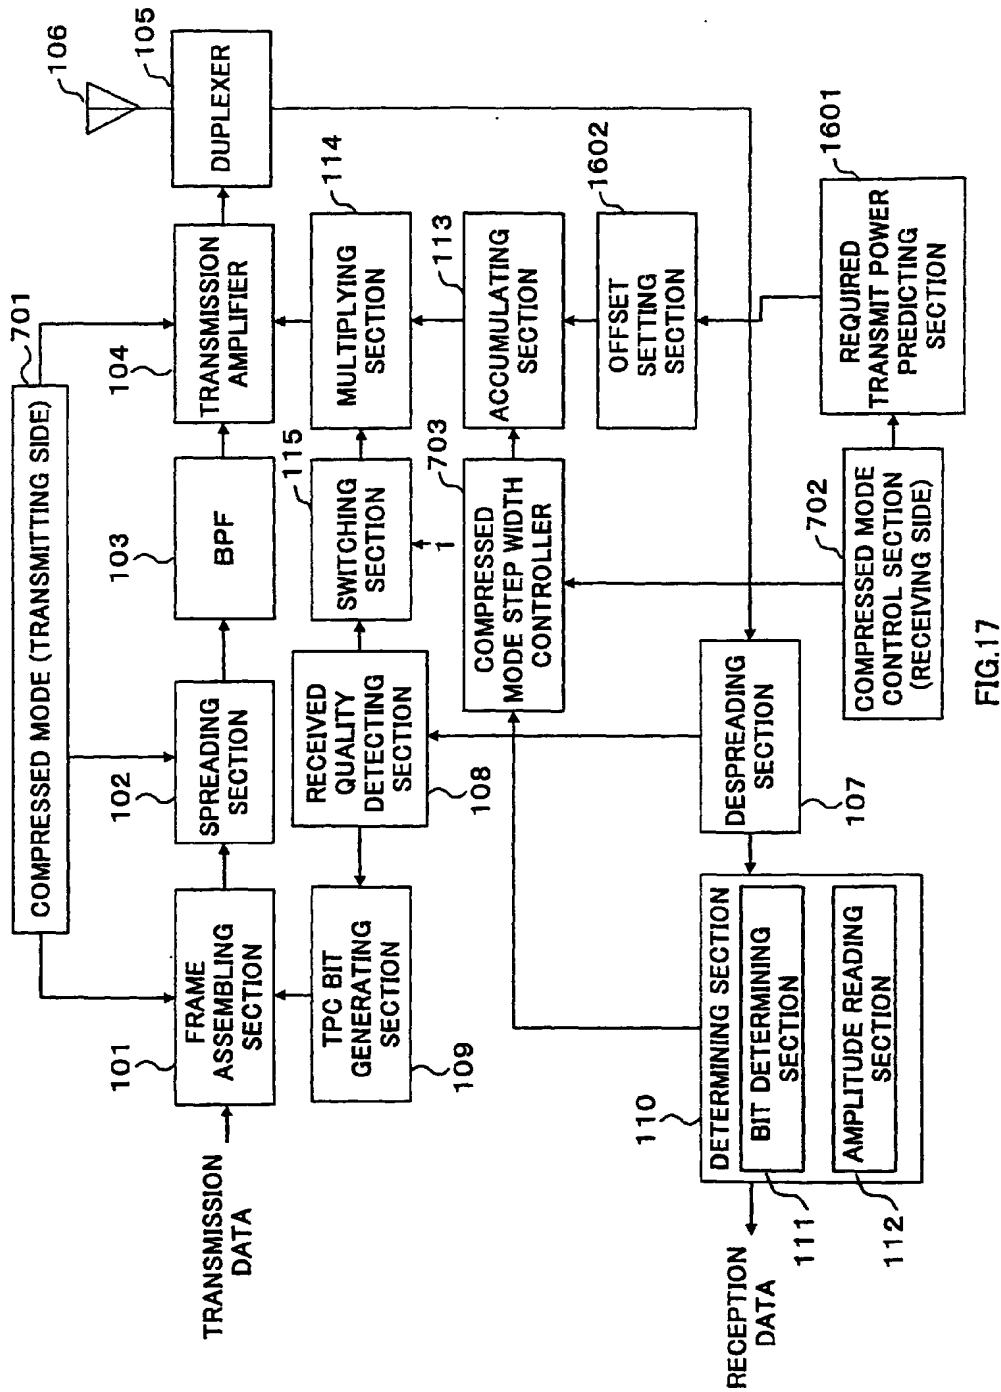 COMPRESSED MODE (TRANSMITTING SIDE)
701
TRANSMISSION
DATA
FRAME
ASSEMBLING
SECTION
101
SPREADING
SECTION
102
BPF
103
TRANSMISSION
AMPLIFIER
104
DUPLEXER
105
106
TPC BIT
GENERATING
SECTION
109
RECEIVED
QUALITY
DETECTING
SECTION
108
SWITCHING
SECTION
115
1
MULTIPLYING
SECTION
114
COMPRESSED
MODE STEP WIDTH
CONTROLLER
703
ACCUMULATING
SECTION
113
OFFSET
SETTING
SECTION
1602
RECEPTION
DATA
DETERMINING SECTION
110
BIT DETERMINING
SECTION
111
AMPLITUDE READING
SECTION
112
DESPREADING
SECTION
107
COMPRESSED MODE
CONTROL SECTION
(RECEIVING SIDE)
702
REQUIRED
TRANSMIT POWER
PREDICTING
SECTION
1601
FIG.17